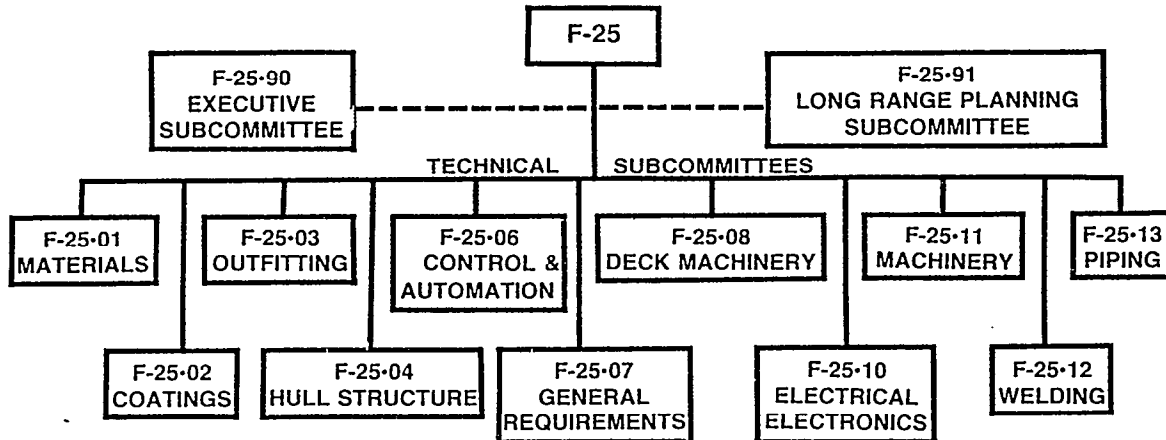 F-25
F-25•90
EXECUTIVE
SUBCOMMITTEE
F-25•91
LONG RANGE PLANNING
SUBCOMMITTEE
TECHNICAL SUBCOMMITTEES
F-25•01
MATERIALS
F-25•03
OUTFITTING
F-25•06
CONTROL &
AUTOMATION
F-25•08
DECK MACHINERY
F-25•11
MACHINERY
F-25•13
PIPING
F-25•02
COATINGS
F-25•04
HULL STRUCTURE
F-25•07
GENERAL
REQUIREMENTS
F-25•10
ELECTRICAL
ELECTRONICS
F-25•12
WELDING